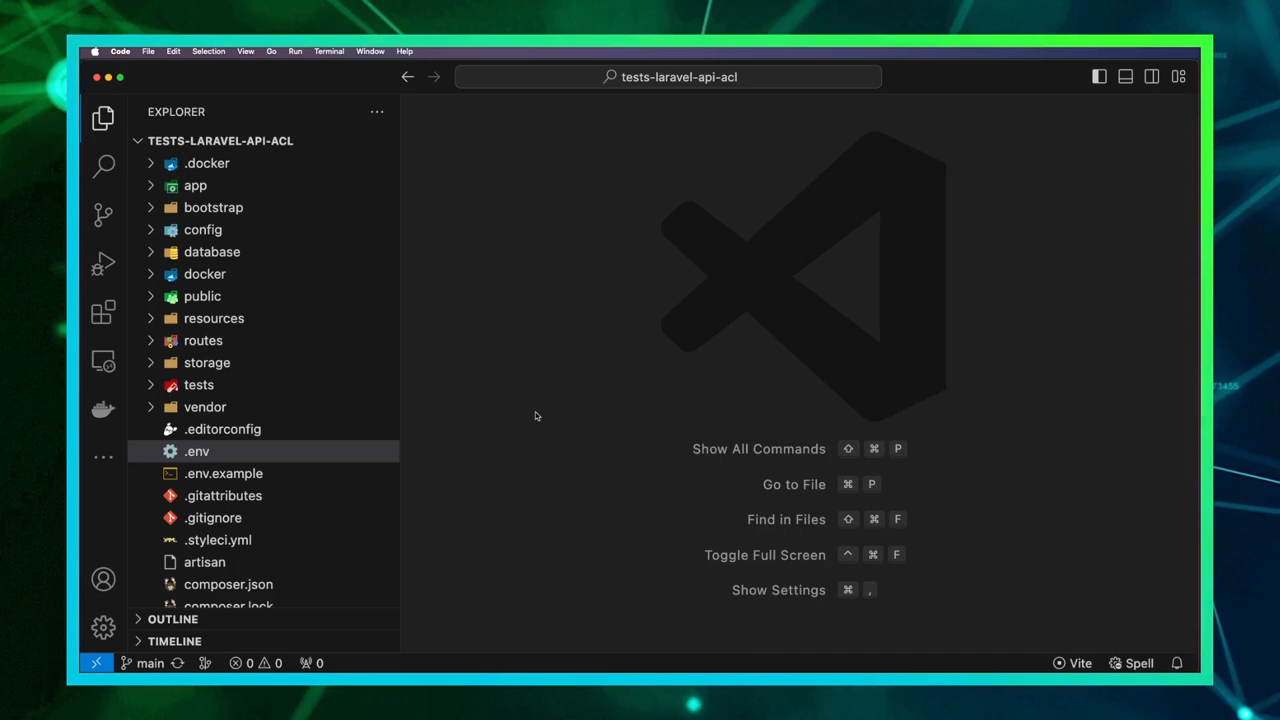 Code File Edit Selection View Go Run Terminal Window Help
tests-laravel-api-acl
EXPLORER
TESTS-LARAVEL-API-ACL
.docker
app
bootstrap
config
database
docker
public
resources
routes
storage
tests
vendor
.editorconfig
.env
.env.example
.gitattributes
.gitignore
.styleci.yml
artisan
composer.json
composer.lock
OUTLINE
TIMELINE
Show All Commands ⇧ ⌘ P
Go to File ⌘ P
Find in Files ⇧ ⌘ F
Toggle Full Screen ^ ⌘ F
Show Settings ⌘ ,
main 0 0 0 Vite Spell
73455